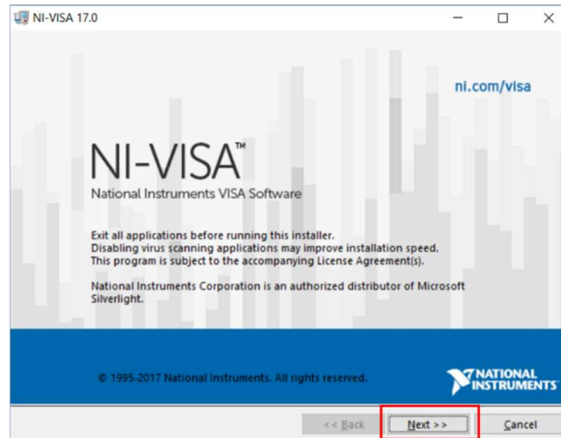 NI-VISA 17.0
ni.com/visa
NI-VISA™
National Instruments VISA Software
Exit all applications before running this installer.
Disabling virus scanning applications may improve installation speed.
This program is subject to the accompanying License Agreement(s).
National Instruments Corporation is an authorized distributor of Microsoft
Silverlight.
© 1995-2017 National Instruments. All rights reserved.
NATIONAL
INSTRUMENTS
<< Back
Next >>
Cancel